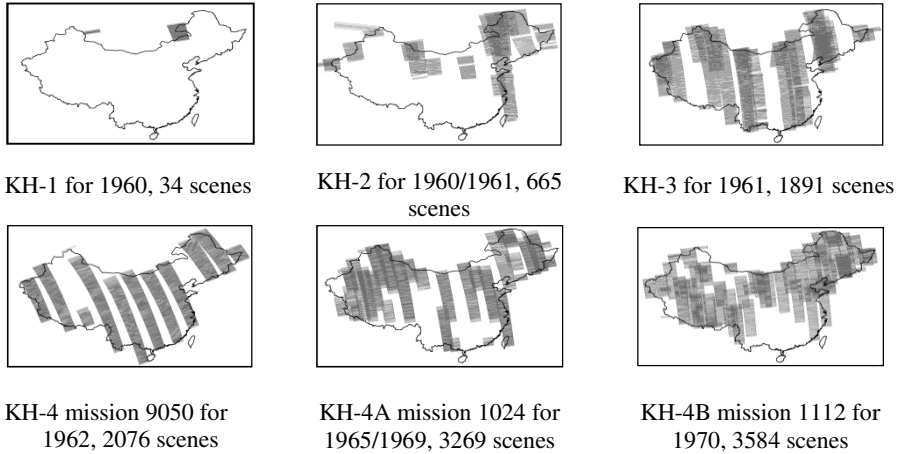 KH-1 for 1960, 34 scenes
KH-2 for 1960/1961, 665
scenes
KH-3 for 1961, 1891 scenes
KH-4 mission 9050 for
1962, 2076 scenes
KH-4A mission 1024 for
1965/1969, 3269 scenes
KH-4B mission 1112 for
1970, 3584 scenes